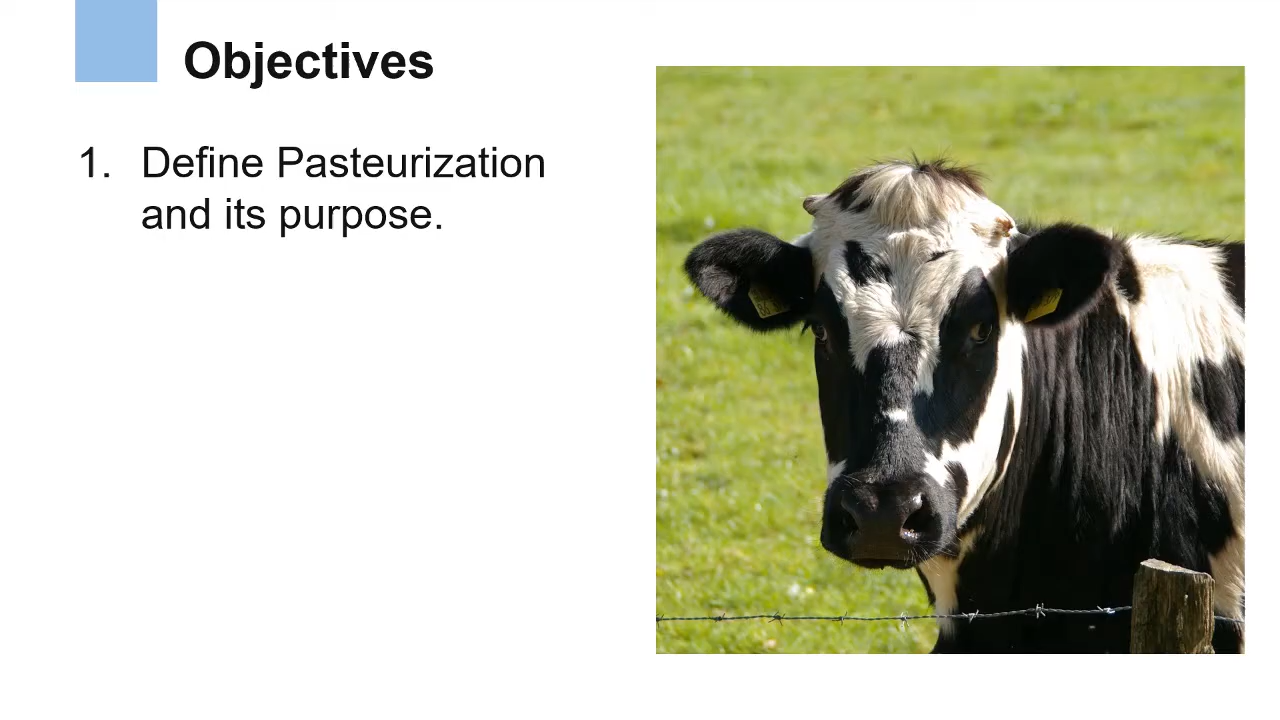 Objectives
1. Define Pasteurization
and its purpose.